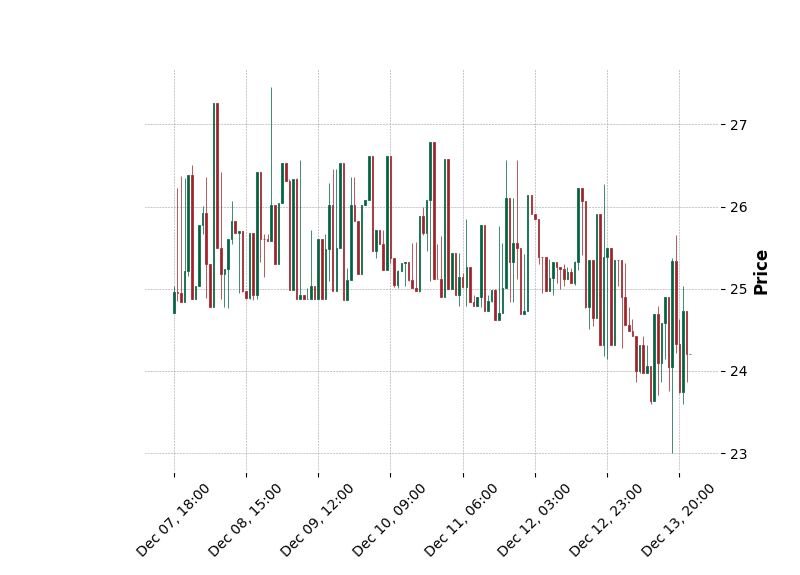 27
26
25
24
23
Price
Dec 07, 18:00
Dec 08, 15:00
Dec 09, 12:00
Dec 10, 09:00
Dec 11, 06:00
Dec 12, 03:00
Dec 12, 23:00
Dec 13, 20:00